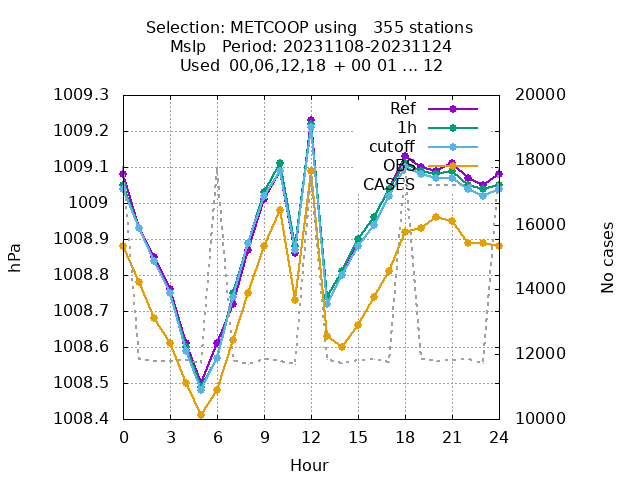 Selection: METCOOP using   355 stations
Mslp   Period: 20231108-20231124
Used  00,06,12,18 + 00 01 ... 12
1009.3
1009.2
1009.1
1009
1008.9
1008.8
1008.7
1008.6
1008.5
1008.4
hPa
Ref
1h
cutoff
OBS
CASES
20000
18000
16000
14000
12000
10000
No cases
0 3 6 9 12 15 18 21 24
Hour